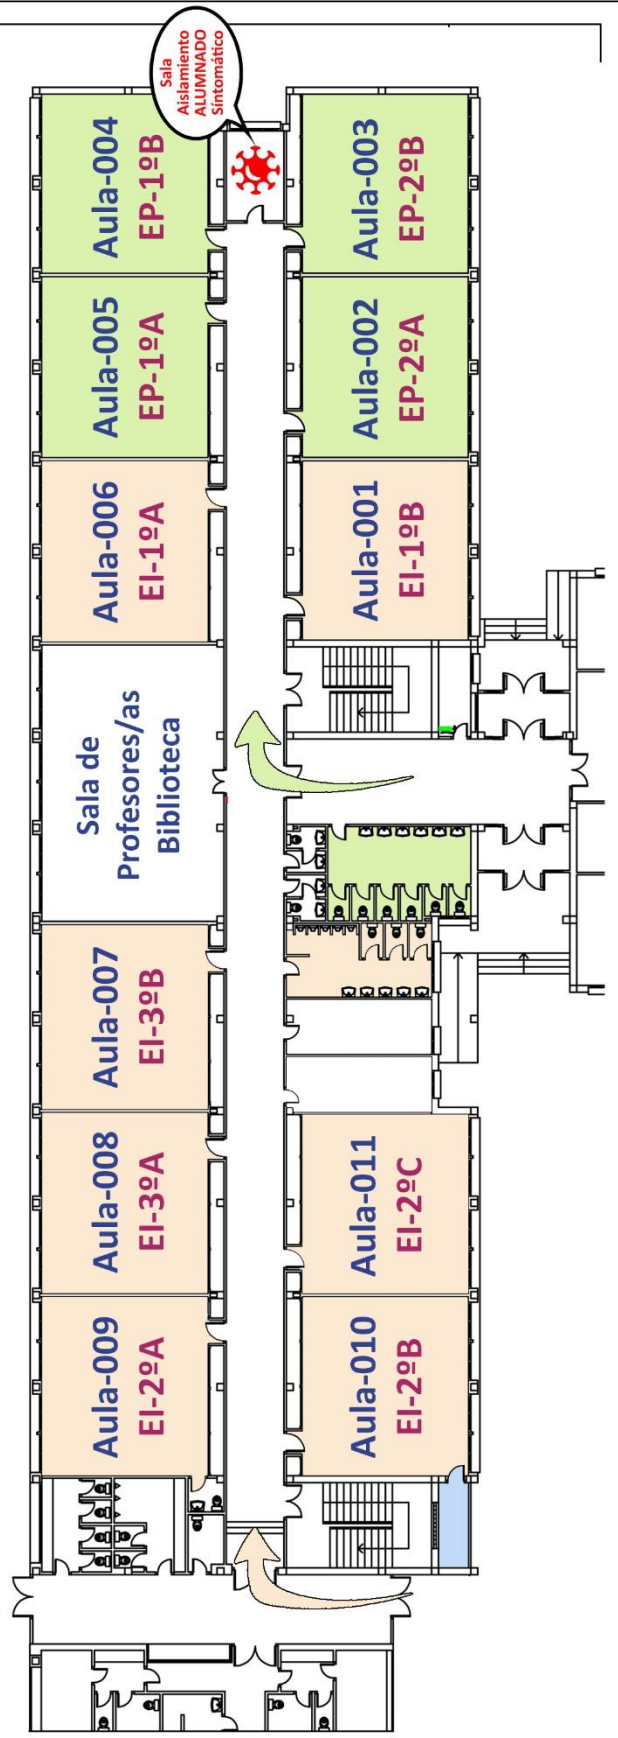 Sala
Aislamiento
ALUMNADO
Síntomático
Aula-004
EP-1ºB
Aula-003
EP-2ºB
Aula-005
EP-1ºA
Aula-002
EP-2ºA
Aula-006
EI-1ºA
Aula-001
EI-1ºB
Sala de
Profesores/as
Biblioteca
Aula-007
EI-3ºB
Aula-008
EI-3ºA
Aula-011
EI-2ºC
Aula-009
EI-2ºA
Aula-010
EI-2ºB